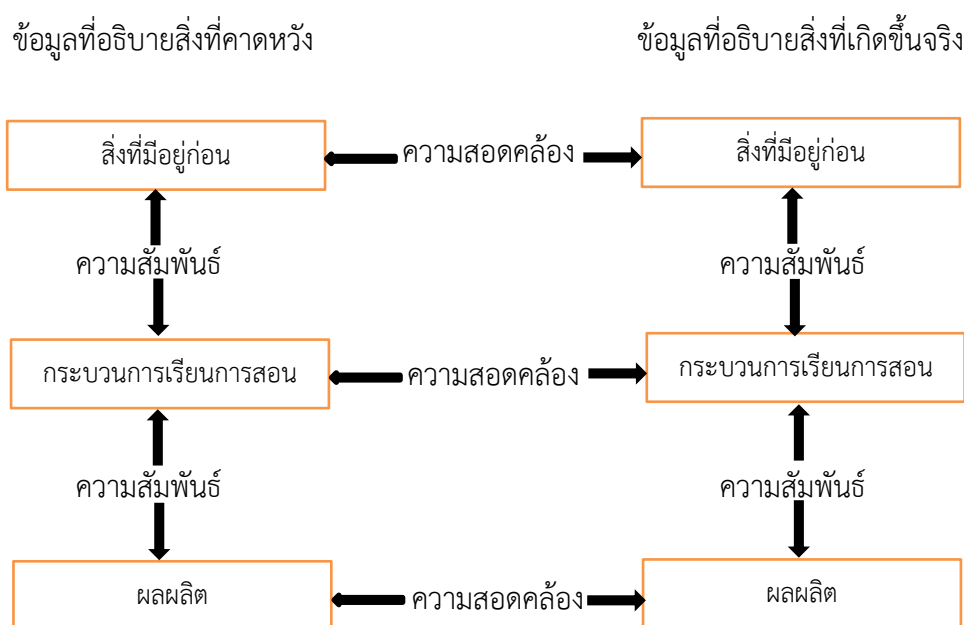 ข้อมูลที่อธิบายสิ่งที่คาดหวัง
ข้อมูลที่อธิบายสิ่งที่เกิดขึ้นจริง
สิ่งที่มีอยู่ก่อน
ความสอดคล้อง
สิ่งที่มีอยู่ก่อน
ความสัมพันธ์
ความสัมพันธ์
กระบวนการเรียนการสอน
ความสอดคล้อง
กระบวนการเรียนการสอน
ความสัมพันธ์
ความสัมพันธ์
ผลผลิต
ความสอดคล้อง
ผลผลิต